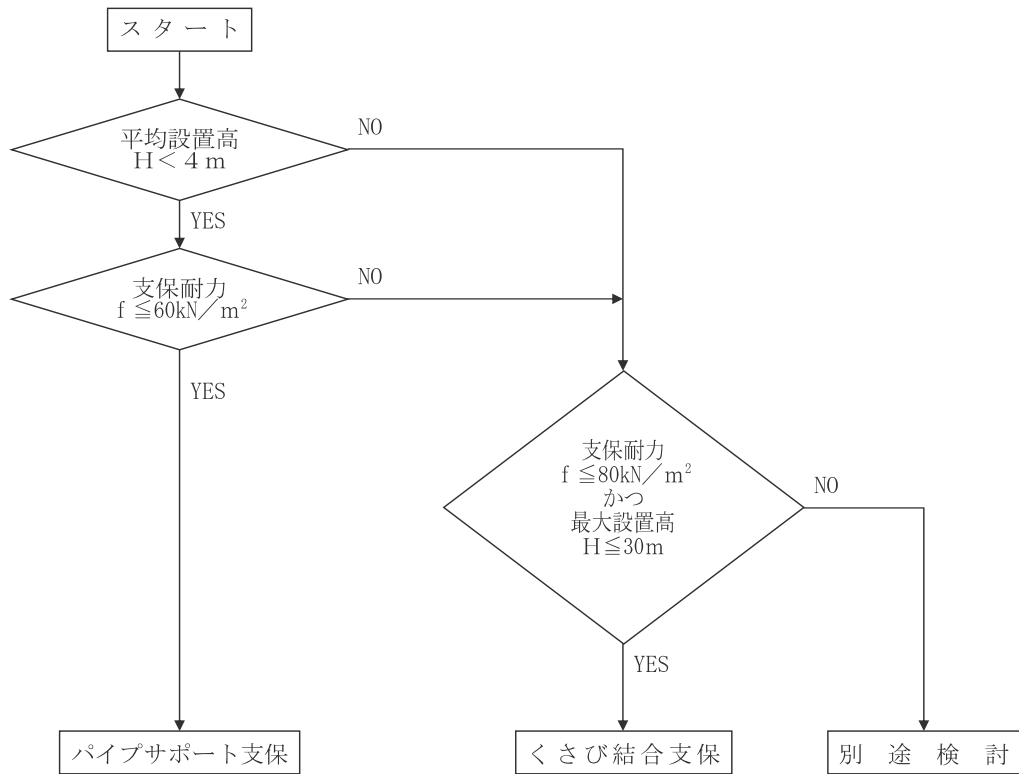 スタート
平均設置高
H＜４ｍ
NO
YES
支保耐力
f ≦60kN／m²
NO
YES
支保耐力
f ≦80kN／m²
かつ
最大設置高
H≦30m
NO
YES
パイプサポート支保
くさび結合支保
別途検討